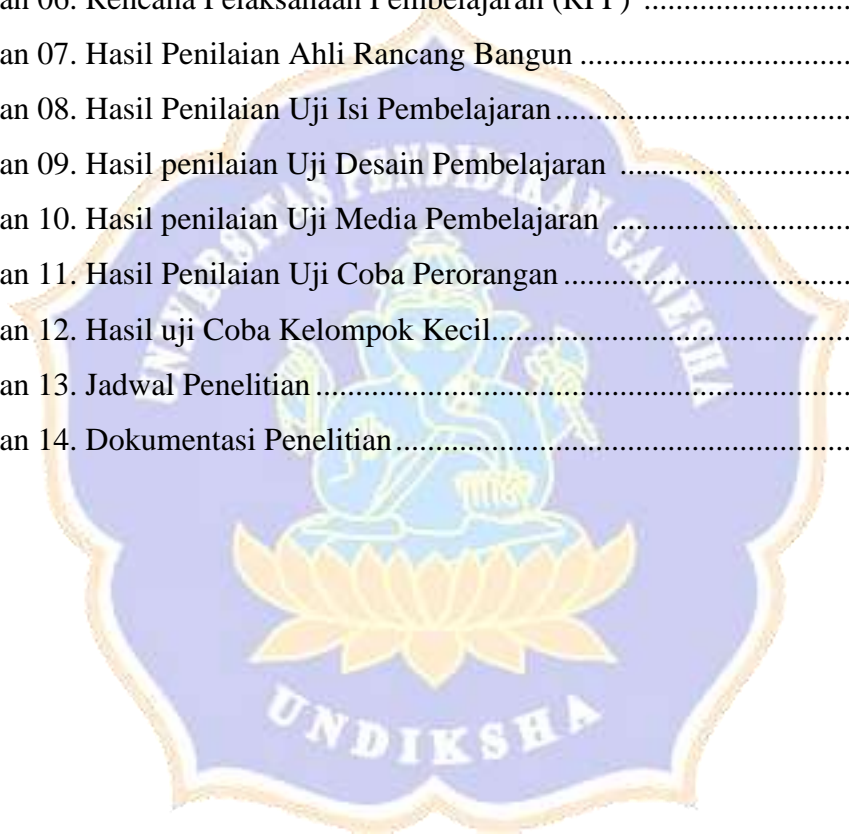 an 06. Rencana Pelaksanaan Pembelajaran (RPP) ..........................
an 07. Hasil Penilaian Ahli Rancang Bangun ...................................
an 08. Hasil Penilaian Uji Isi Pembelajaran ......................................
an 09. Hasil penilaian Uji Desain Pembelajaran ..............................
an 10. Hasil penilaian Uji Media Pembelajaran ...............................
an 11. Hasil Penilaian Uji Coba Perorangan .....................................
an 12. Hasil uji Coba Kelompok Kecil..............................................
an 13. Jadwal Penelitian .....................................................................
an 14. Dokumentasi Penelitian ...........................................................
UNIVERSITAS PENDIDIKAN GANESHA
UNDIKSHA